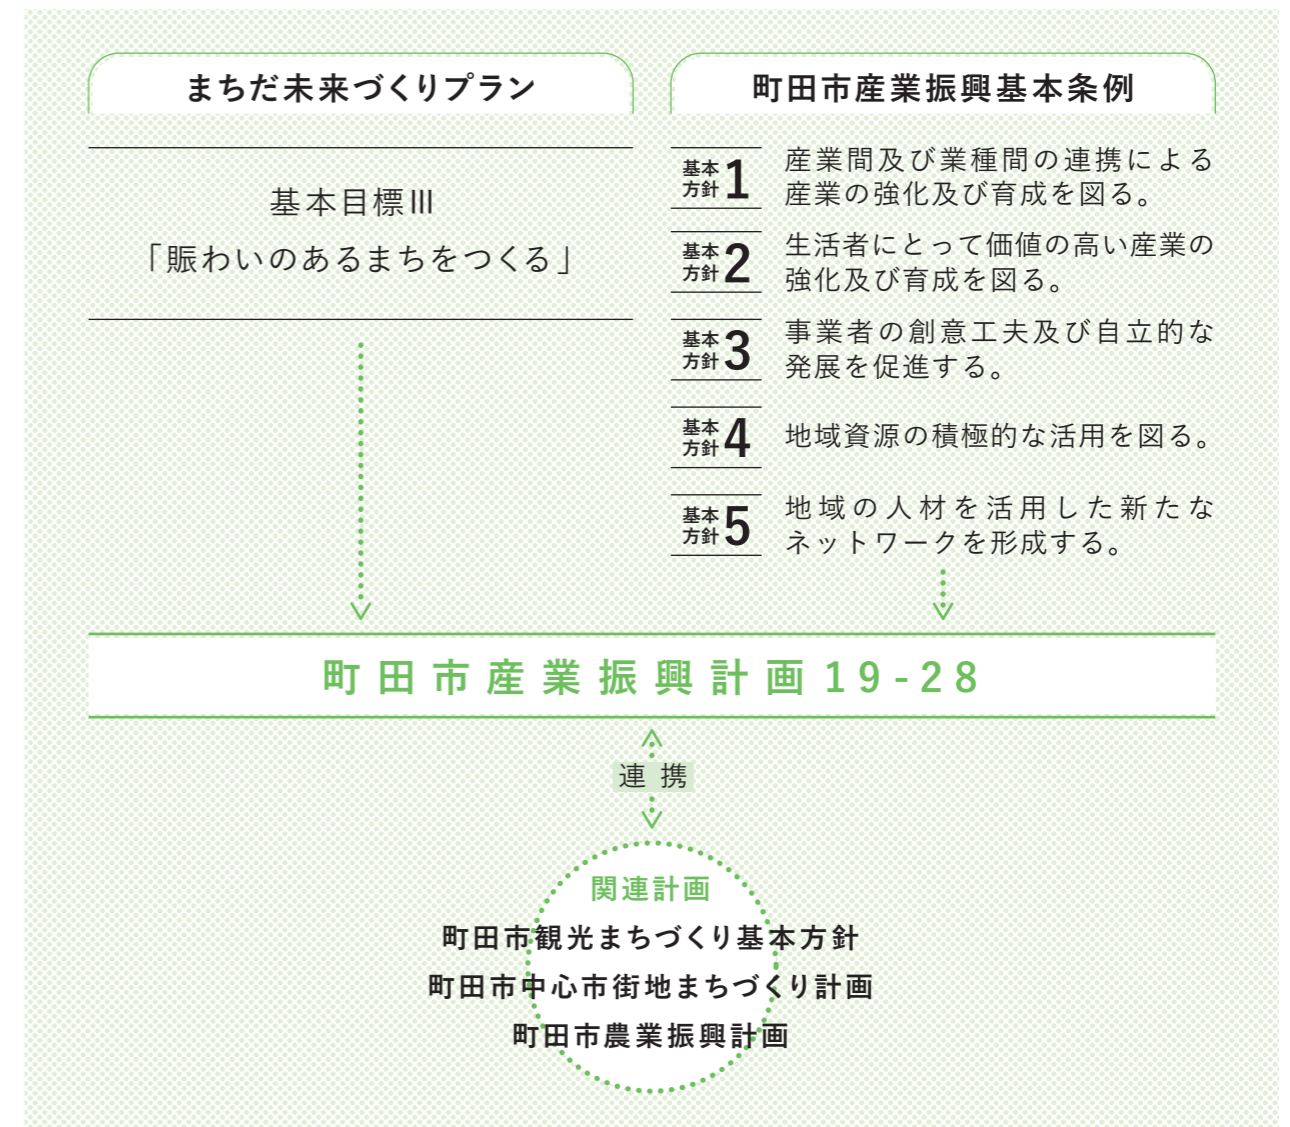 まちだ未来づくりプラン
基本目標Ⅲ
「賑わいのあるまちをつくる」
町田市産業振興基本条例
基本方針1
産業間及び業種間の連携による
産業の強化及び育成を図る。
基本方針2
生活者にとって価値の高い産業の
強化及び育成を図る。
基本方針3
事業者の創意工夫及び自立的な
発展を促進する。
基本方針4
地域資源の積極的な活用を図る。
基本方針5
地域の人材を活用した新たな
ネットワークを形成する。
町田市産業振興計画19-28
連携
関連計画
町田市観光まちづくり基本方針
町田市中心市街地まちづくり計画
町田市農業振興計画